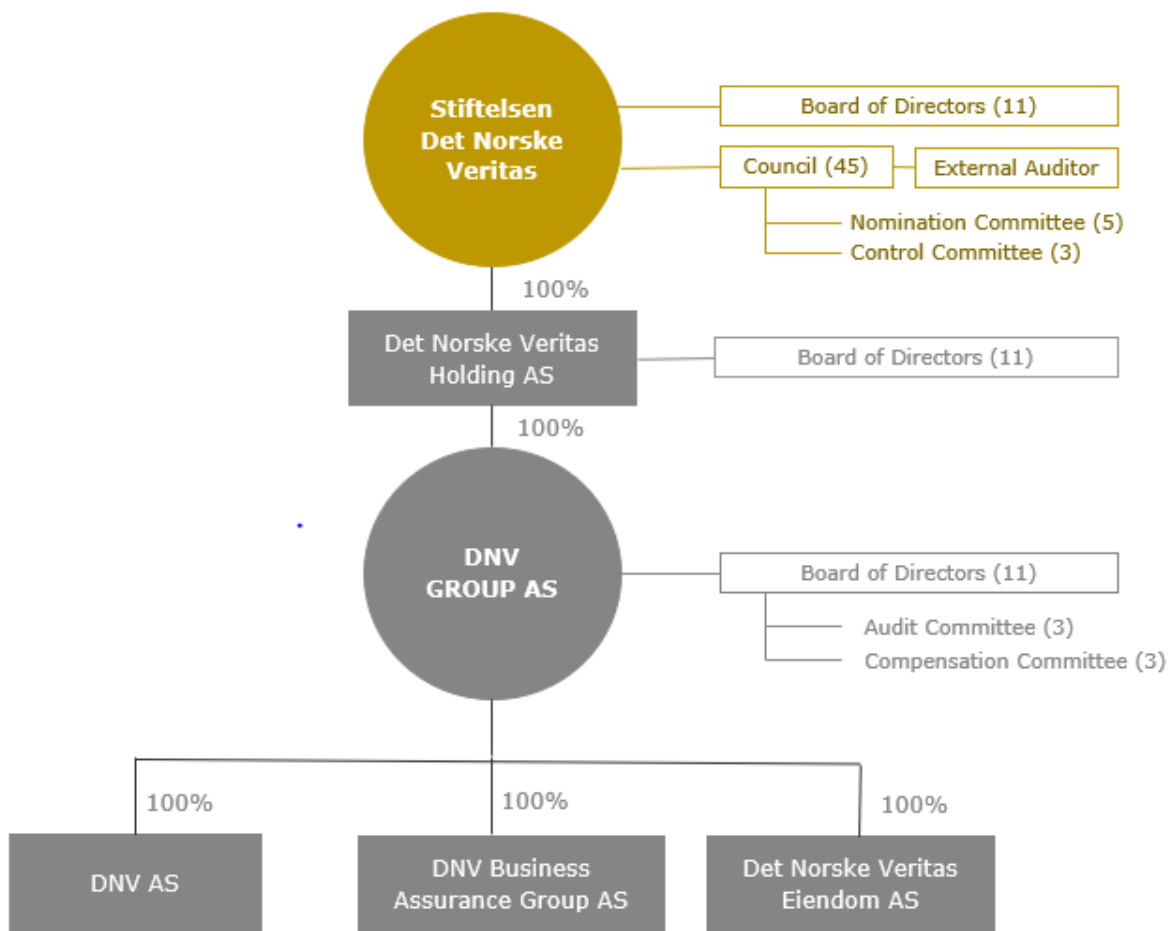 Stiftelsen
Det Norske
Veritas
Board of Directors (11)
Council (45)
External Auditor
Nomination Committee (5)
Control Committee (3)
100%
Det Norske Veritas
Holding AS
Board of Directors (11)
100%
DNV
GROUP AS
Board of Directors (11)
Audit Committee (3)
Compensation Committee (3)
100%
100%
100%
DNV AS
DNV Business
Assurance Group AS
Det Norske Veritas
Eiendom AS